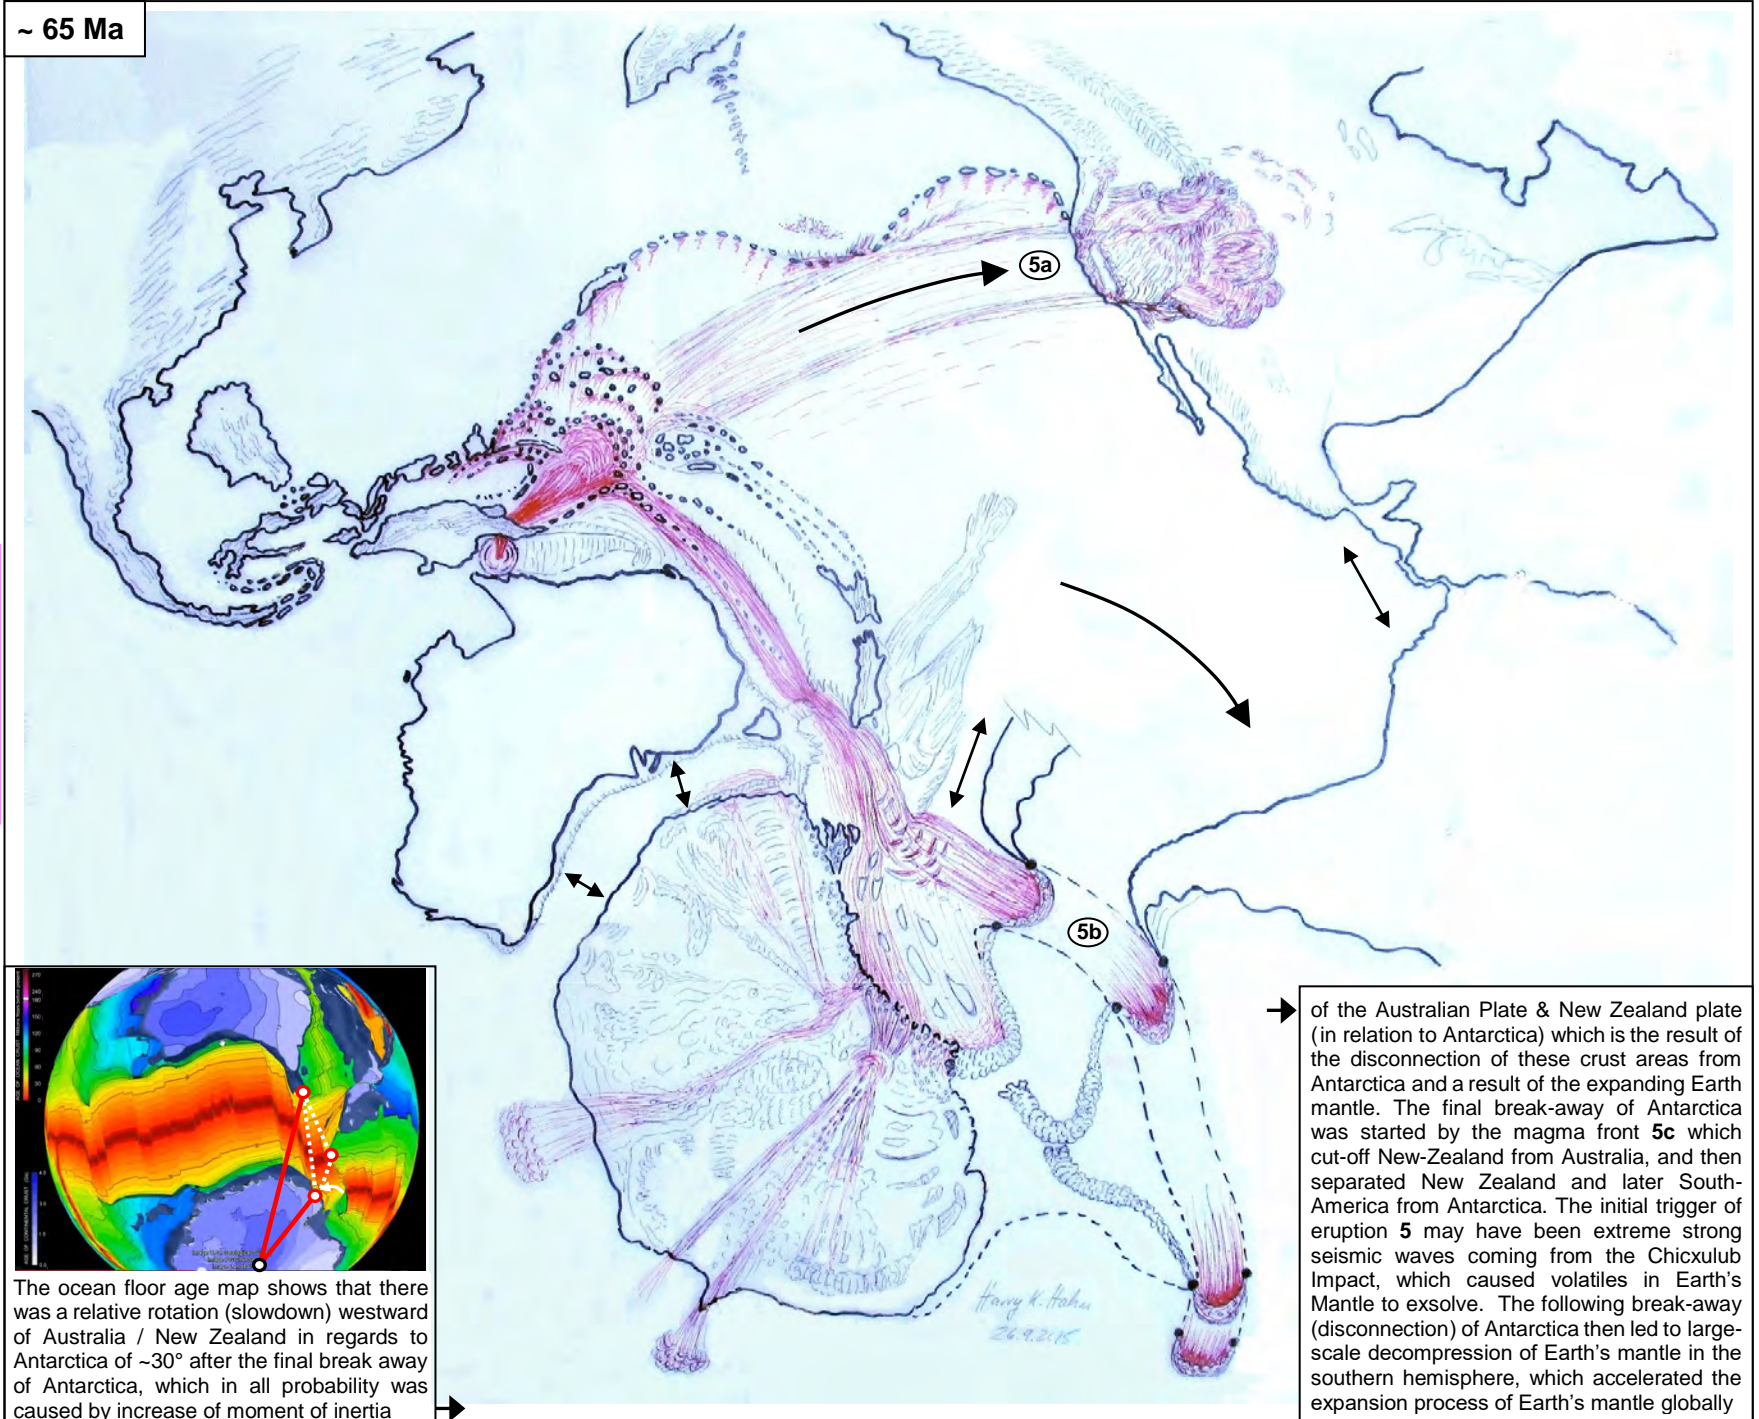 ~ 65 Ma
5a
5b
The ocean floor age map shows that there
was a relative rotation (slowdown) westward
of Australia / New Zealand in regards to
Antarctica of ~30° after the final break away
of Antarctica, which in all probability was
caused by increase of moment of inertia
of the Australian Plate & New Zealand plate
(in relation to Antarctica) which is the result of
the disconnection of these crust areas from
Antarctica and a result of the expanding Earth
mantle. The final break-away of Antarctica
was started by the magma front 5c which
cut-off New-Zealand from Australia, and then
separated New Zealand and later South-
America from Antarctica. The initial trigger of
eruption 5 may have been extreme strong
seismic waves coming from the Chicxulub
Impact, which caused volatiles in Earth's
Mantle to exsolve. The following break-away
(disconnection) of Antarctica then led to large-
scale decompression of Earth's mantle in the
southern hemisphere, which accelerated the
expansion process of Earth's mantle globally
Harry K. Hahn
26.9.2015